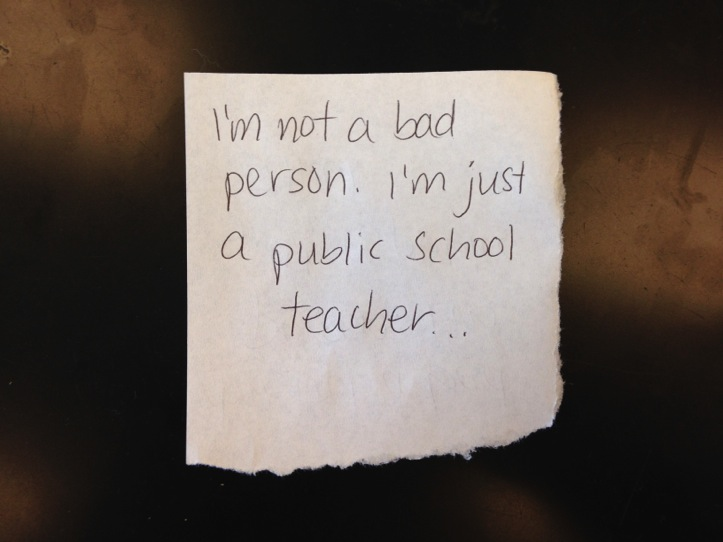 I'm not a bad
person. I'm just
a public school
teacher...